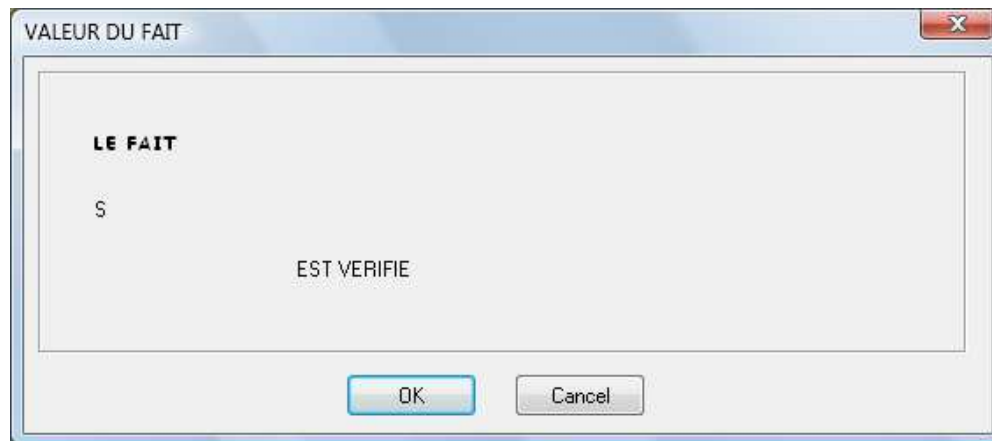 VALEUR DU FAIT
LE FAIT
S
EST VERIFIE
OK Cancel